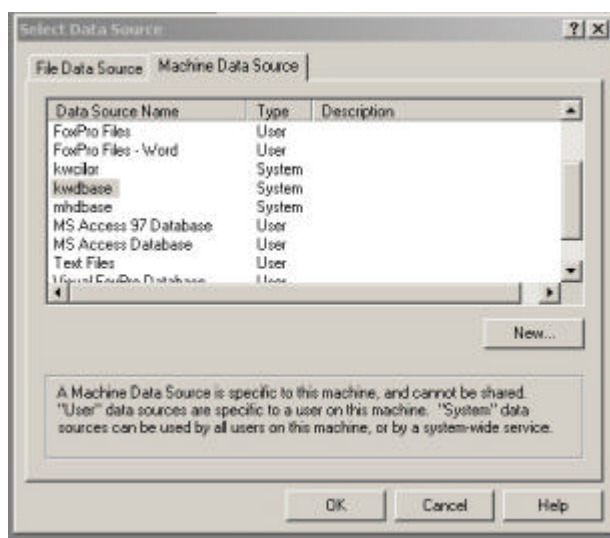 Select Data Source
File Data Source Machine Data Source
Data Source Name Type Description
FoxPro Files User
FoxPro Files - Word User
kwcilor System
kwdbase System
mhdbase System
MS Access 97 Database User
MS Access Database User
Text Files User
Visual FoxPro Database User
New...
A Machine Data Source is specific to this machine, and cannot be shared.
"User" data sources are specific to a user on this machine. "System" data
sources can be used by all users on this machine, or by a system-wide service.
OK Cancel Help